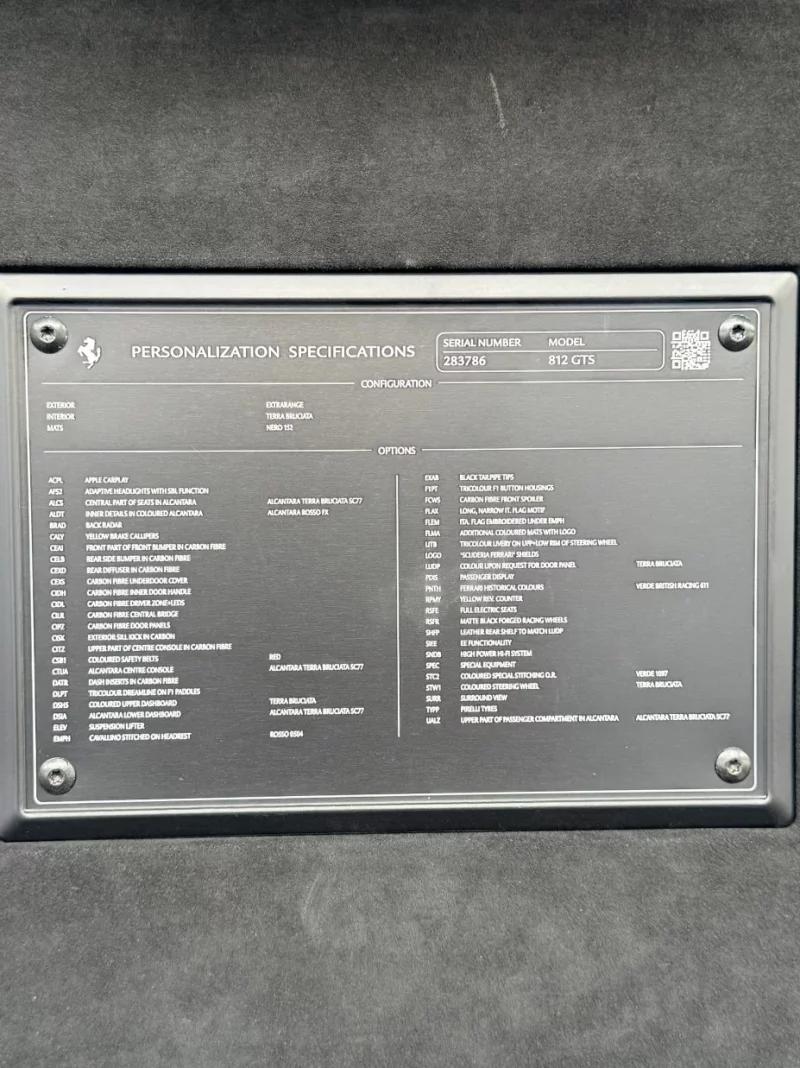 PERSONALIZATION SPECIFICATIONS
SERIAL NUMBER MODEL
283786 812 GTS
CONFIGURATION
EXTERIOR EXTRARANGE
INTERIOR TERRA BRUCIATA
MATS NERO 152
OPTIONS
ACPL APPLE CARPLAY
AFS2 ADAPTIVE HEADLIGHTS WITH SBL FUNCTION
ALCS CENTRAL PART OF SEATS IN ALCANTARA ALCANTARA TERRA BRUCIATA SC77
ALDT INNER DETAILS IN COLOURED ALCANTARA ALCANTARA ROSSO FX
BRAD BACK RADAR
CALY YELLOW BRAKE CALLIPERS
CEA1 FRONT PART OF FRONT BUMPER IN CARBON FIBRE
CELB REAR SIDE BUMPER IN CARBON FIBRE
CEXD REAR DIFFUSER IN CARBON FIBRE
CEXS CARBON FIBRE UNDERDOOR COVER
CIDH CARBON FIBRE INNER DOOR HANDLE
CIDL CARBON FIBRE DRIVER ZONE+LEDS
CILR CARBON FIBRE CENTRAL BRIDGE
CIPZ CARBON FIBRE DOOR PANELS
CISK EXTERIOR SILL KICK IN CARBON
CITZ UPPER PART OF CENTRE CONSOLE IN CARBON FIBRE
CSB1 COLOURED SAFETY BELTS RED
CTUA ALCANTARA CENTRE CONSOLE ALCANTARA TERRA BRUCIATA SC77
DATR DASH INSERTS IN CARBON FIBRE
DLPT TRICOLOUR DREAMLINE ON F1 PADDLES
DSH5 COLOURED UPPER DASHBOARD TERRA BRUCIATA
DSIA ALCANTARA LOWER DASHBOARD ALCANTARA TERRA BRUCIATA SC77
ELEV SUSPENSION LIFTER
EMPH CAVALLINO STITCHED ON HEADREST ROSSO 0504
EXAB BLACK TAILPIPE TIPS
F1PT TRICOLOUR F1 BUTTON HOUSINGS
FCWS CARBON FIBRE FRONT SPOILER
FLAX LONG, NARROW IT. FLAG MOTIF
FLEM ITA. FLAG EMBROIDERED UNDER EMPH
FLMA ADDITIONAL COLOURED MATS WITH LOGO
LITB TRICOLOUR LIVERY ON UPP+LOW RIM OF STEERING WHEEL
LOGO "SCUDERIA FERRARI" SHIELDS
LUDP COLOUR UPON REQUEST FOR DOOR PANEL TERRA BRUCIATA
PDIS PASSENGER DISPLAY
PNTH FERRARI HISTORICAL COLOURS VERDE BRITISH RACING 611
RPMY YELLOW REV. COUNTER
RSFE FULL ELECTRIC SEATS
RSFR MATTE BLACK FORGED RACING WHEELS
SHFP LEATHER REAR SHELF TO MATCH LUDP
SIEE EE FUNCTIONALITY
SNDB HIGH POWER HI-FI SYSTEM
SPEC SPECIAL EQUIPMENT
STC2 COLOURED SPECIAL STITCHING O.R. VERDE 1087
STW1 COLOURED STEERING WHEEL TERRA BRUCIATA
SURR SURROUND VIEW
TYPP PIRELLI TYRES
UALZ UPPER PART OF PASSENGER COMPARTMENT IN ALCANTARA ALCANTARA TERRA BRUCIATA SC77